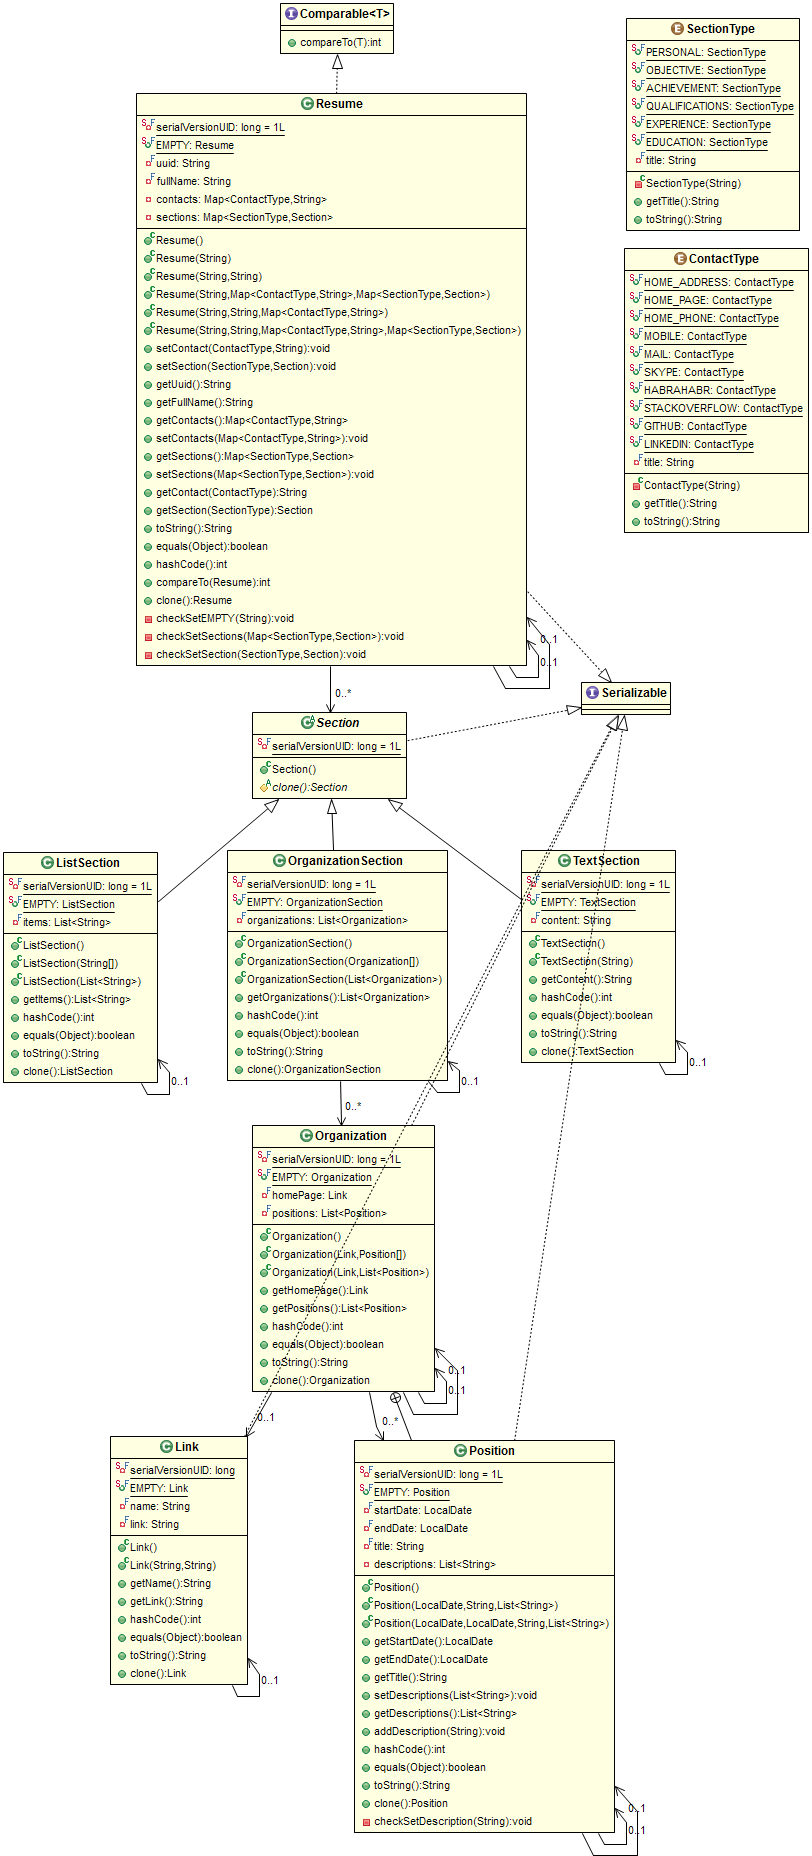 Comparable<T>
compareTo(T):int
SectionType
PERSONAL: SectionType
OBJECTIVE: SectionType
ACHIEVEMENT: SectionType
QUALIFICATIONS: SectionType
EXPERIENCE: SectionType
EDUCATION: SectionType
title: String
SectionType(String)
getTitle():String
toString():String
Resume
serialVersionUID: long = 1L
EMPTY: Resume
uuid: String
fullName: String
contacts: Map<ContactType,String>
sections: Map<SectionType,Section>
Resume()
Resume(String)
Resume(String,String)
Resume(String,Map<ContactType,String>,Map<SectionType,Section>)
Resume(String,String,Map<ContactType,String>)
Resume(String,String,Map<ContactType,String>,Map<SectionType,Section>)
setContact(ContactType,String):void
setSection(SectionType,Section):void
getUuid():String
getFullName():String
getContacts():Map<ContactType,String>
setContacts(Map<ContactType,String>):void
getSections():Map<SectionType,Section>
setSections(Map<SectionType,Section>):void
getContact(ContactType):String
getSection(SectionType):Section
toString():String
equals(Object):boolean
hashCode():int
compareTo(Resume):int
clone():Resume
checkSetEMPTY(String):void
checkSetSections(Map<SectionType,Section>):void
checkSetSection(SectionType,Section):void
ContactType
HOME_ADDRESS: ContactType
HOME_PAGE: ContactType
HOME_PHONE: ContactType
MOBILE: ContactType
MAIL: ContactType
SKYPE: ContactType
HABRAHABR: ContactType
STACKOVERFLOW: ContactType
GITHUB: ContactType
LINKEDIN: ContactType
title: String
ContactType(String)
getTitle():String
toString():String
0..1
0..1
0..*
Serializable
Section
serialVersionUID: long = 1L
Section()
clone():Section
ListSection
serialVersionUID: long = 1L
EMPTY: ListSection
items: List<String>
ListSection()
ListSection(String[])
ListSection(List<String>)
getItems():List<String>
hashCode():int
equals(Object):boolean
toString():String
clone():ListSection
0..1
OrganizationSection
serialVersionUID: long = 1L
EMPTY: OrganizationSection
organizations: List<Organization>
OrganizationSection()
OrganizationSection(Organization[])
OrganizationSection(List<Organization>)
getOrganizations():List<Organization>
hashCode():int
equals(Object):boolean
toString():String
clone():OrganizationSection
0..1
TextSection
serialVersionUID: long = 1L
EMPTY: TextSection
content: String
TextSection()
TextSection(String)
getContent():String
hashCode():int
equals(Object):boolean
toString():String
clone():TextSection
0..1
0..*
Organization
serialVersionUID: long = 1L
EMPTY: Organization
homePage: Link
positions: List<Position>
Organization()
Organization(Link,Position[])
Organization(Link,List<Position>)
getHomePage():Link
getPositions():List<Position>
hashCode():int
equals(Object):boolean
toString():String
clone():Organization
0..1
0..1
0..1
0..*
Link
serialVersionUID: long
EMPTY: Link
name: String
link: String
Link()
Link(String,String)
getName():String
getLink():String
hashCode():int
equals(Object):boolean
toString():String
clone():Link
0..1
Position
serialVersionUID: long = 1L
EMPTY: Position
startDate: LocalDate
endDate: LocalDate
title: String
descriptions: List<String>
Position()
Position(LocalDate,String,List<String>)
Position(LocalDate,LocalDate,String,List<String>)
getStartDate():LocalDate
getEndDate():LocalDate
getTitle():String
setDescriptions(List<String>):void
getDescriptions():List<String>
addDescription(String):void
hashCode():int
equals(Object):boolean
toString():String
clone():Position
checkSetDescription(String):void
0..1
0..1